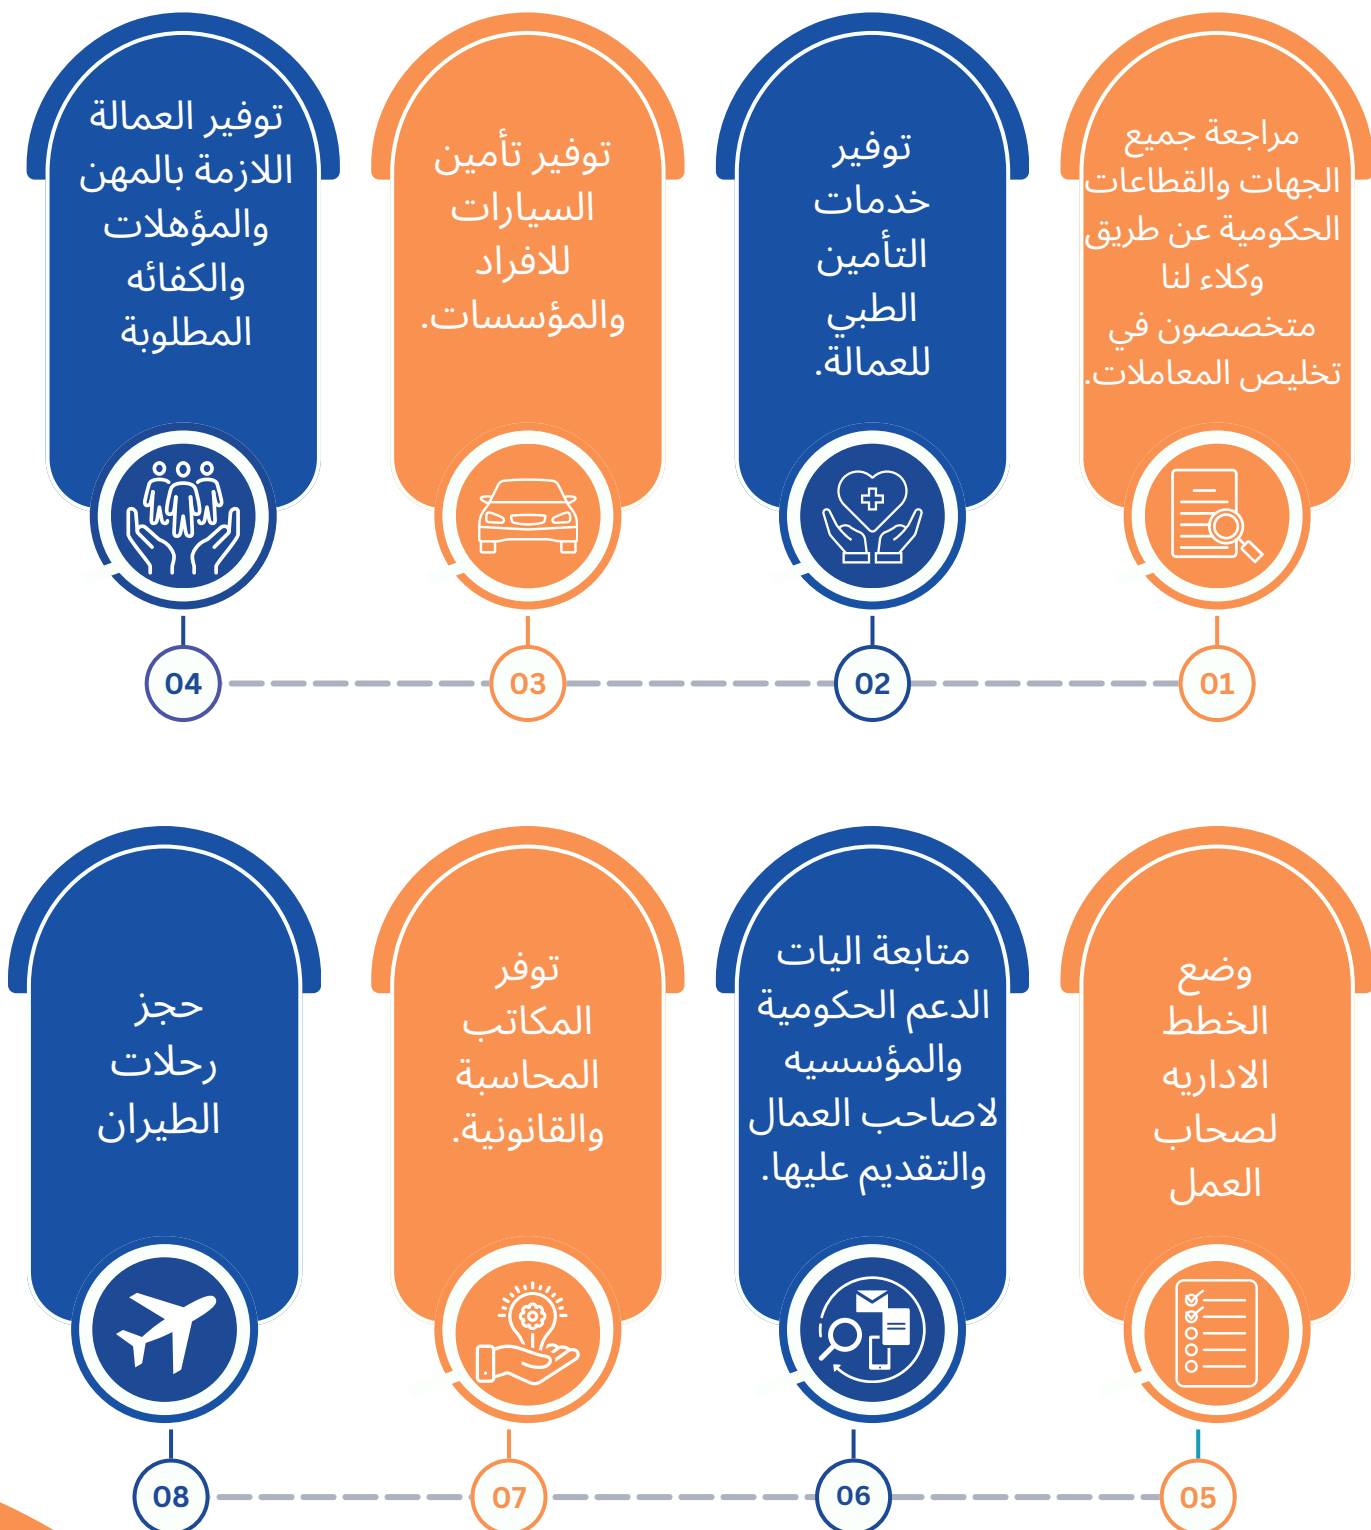 مراجعة جميع
الجهات والقطاعات
الحكومية عن طريق
وكلاء لنا
متخصصون في
تخليص المعاملات.
01
توفير
خدمات
التأمين
الطبي
للعمالة.
02
توفير تأمين
السيارات
للافراد
والمؤسسات.
03
توفير العمالة
اللازمة بالمهن
والمؤهلات
والكفائه
المطلوبة
04
وضع
الخطط
الاداريه
لصحاب
العمل
05
متابعة اليات
الدعم الحكومية
والمؤسسيه
لاصاحب العمال
والتقديم عليها.
06
توفر
المكاتب
المحاسبة
والقانونية.
07
حجز
رحلات
الطيران
08